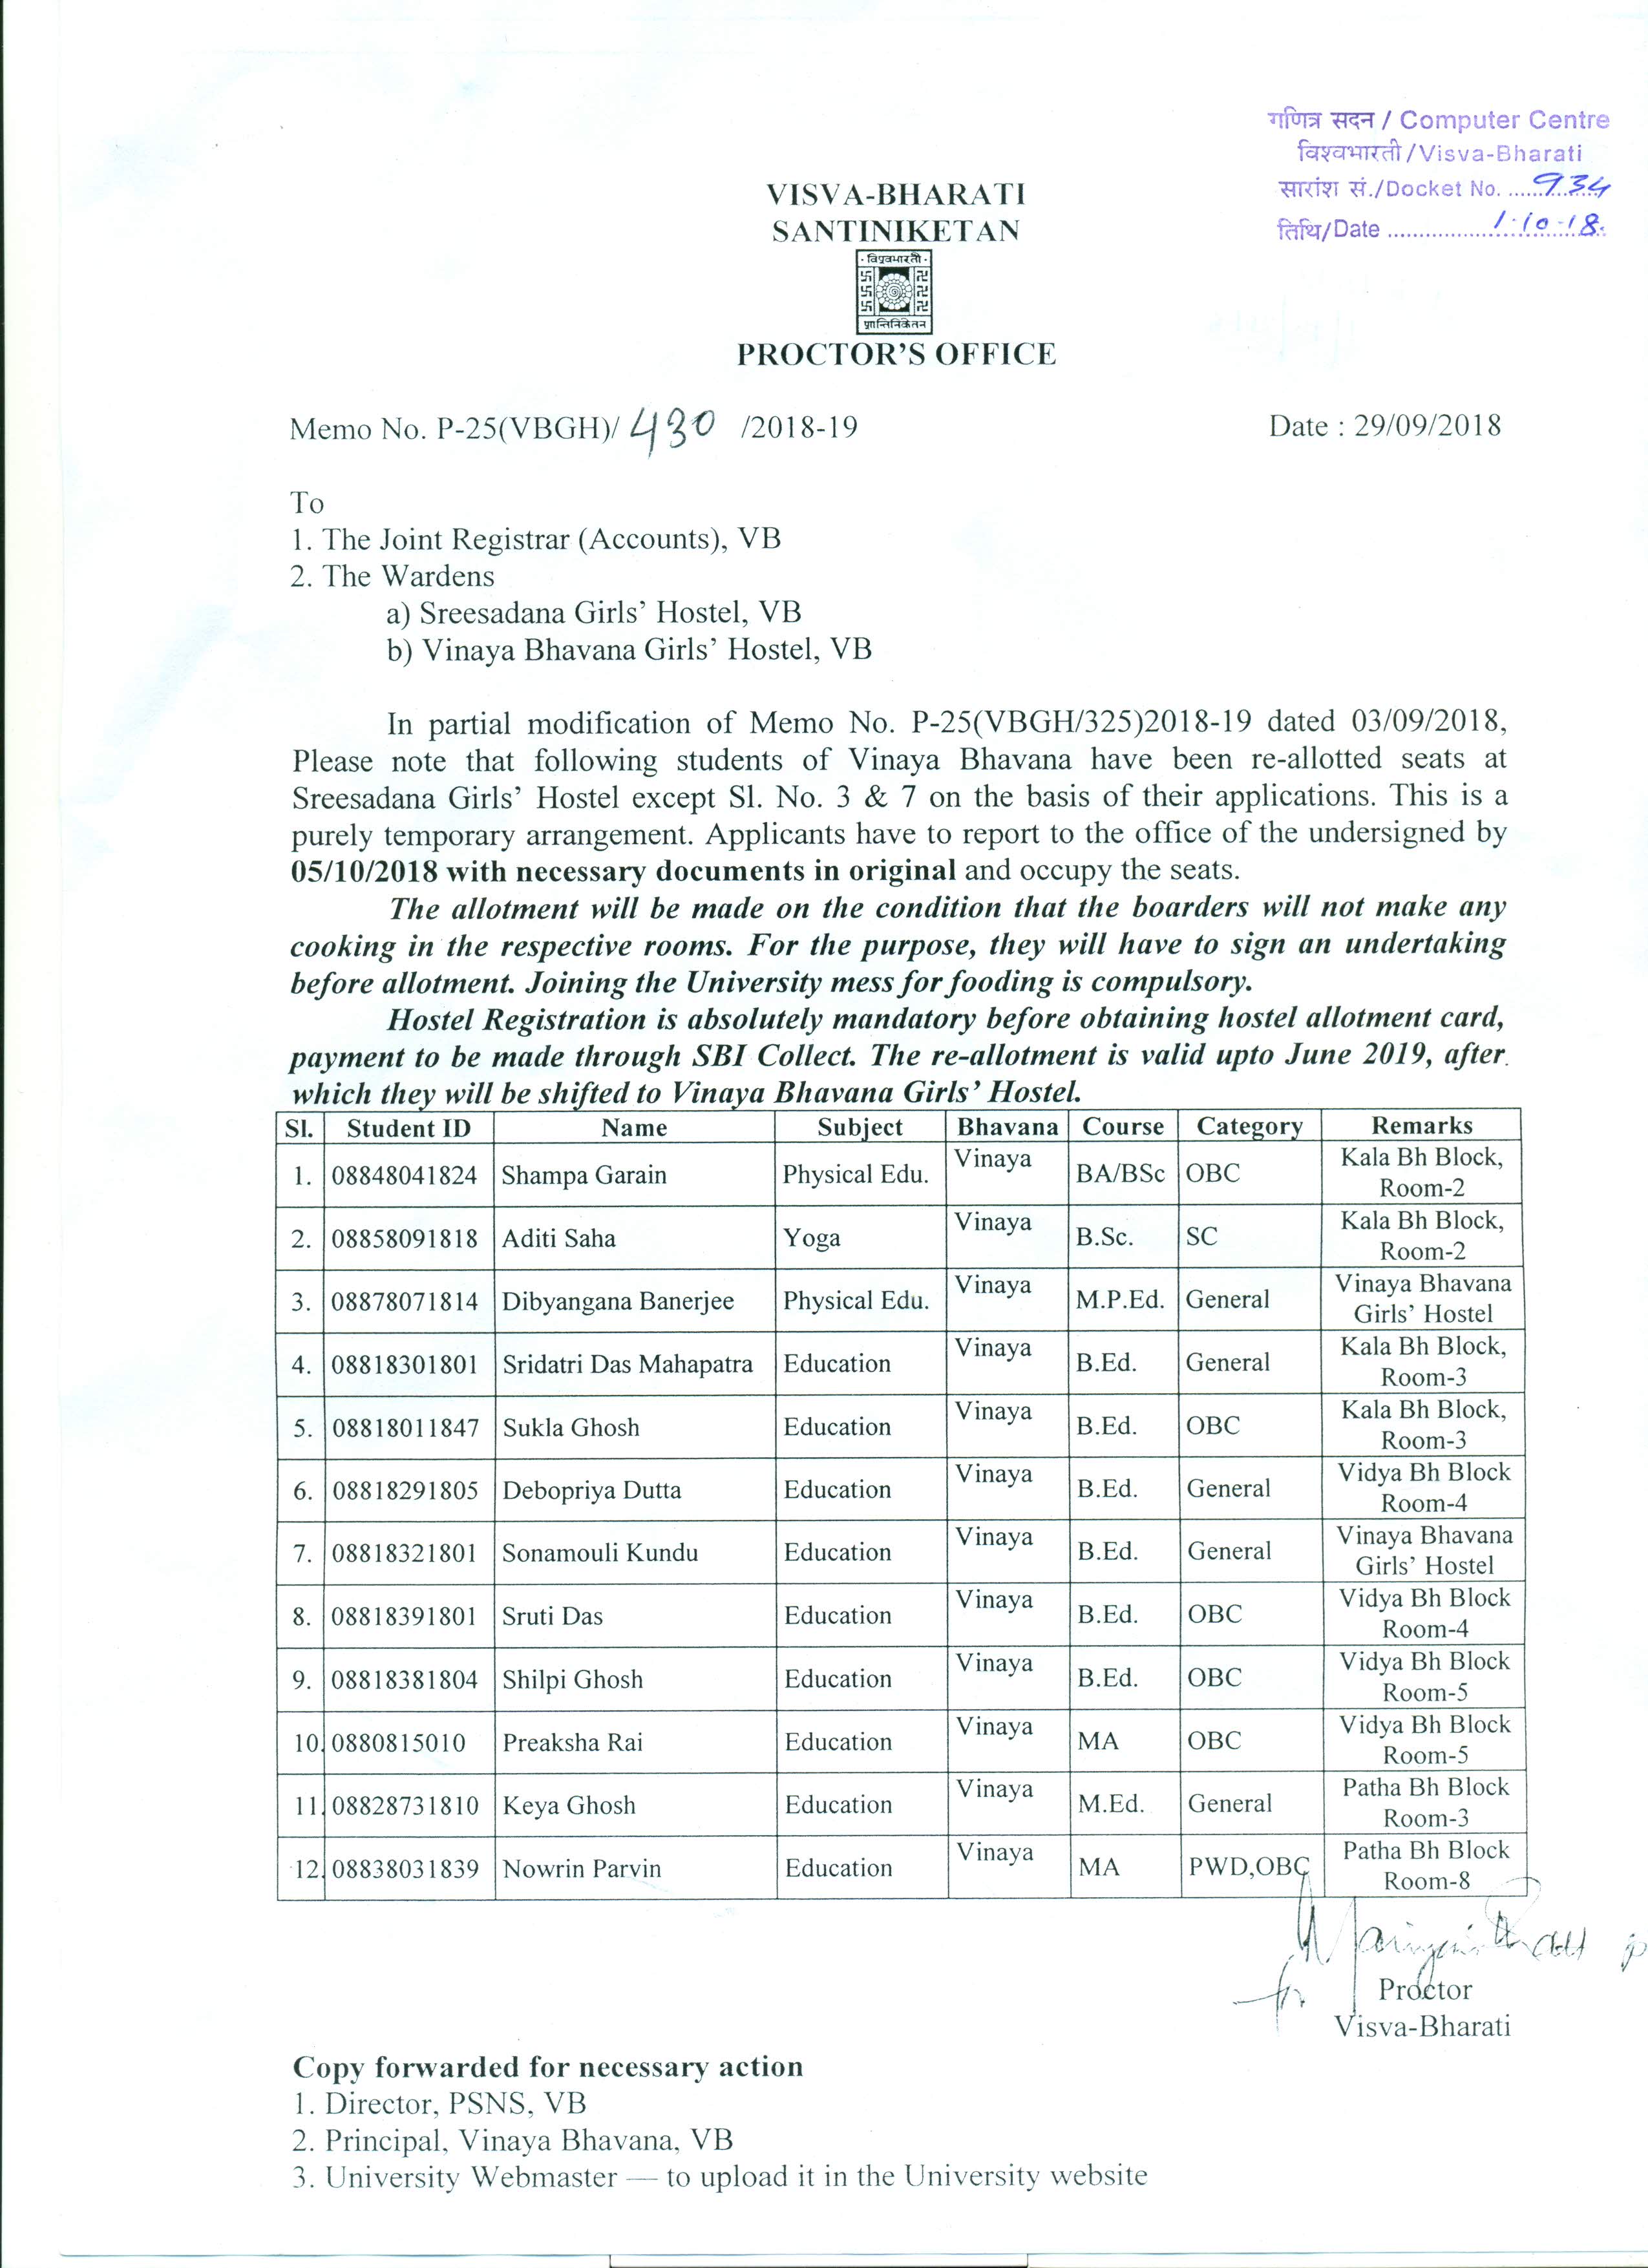 गणित्र सदन / Computer Centre
विश्वभारती/Visva-Bharati
सारांश सं./Docket No. ......934
तिथि/Date ..................1.10.18.
VISVA-BHARATI
SANTINIKETAN
विश्वभारती
शान्तिनिकेतन
PROCTOR'S OFFICE
Memo No. P-25(VBGH)/ 430 /2018-19 Date : 29/09/2018
To
1. The Joint Registrar (Accounts), VB
2. The Wardens
a) Sreesadana Girls' Hostel, VB
b) Vinaya Bhavana Girls' Hostel, VB
In partial modification of Memo No. P-25(VBGH/325)2018-19 dated 03/09/2018,
Please note that following students of Vinaya Bhavana have been re-allotted seats at
Sreesadana Girls' Hostel except Sl. No. 3 & 7 on the basis of their applications. This is a
purely temporary arrangement. Applicants have to report to the office of the undersigned by
05/10/2018 with necessary documents in original and occupy the seats.
The allotment will be made on the condition that the boarders will not make any
cooking in the respective rooms. For the purpose, they will have to sign an undertaking
before allotment. Joining the University mess for fooding is compulsory.
Hostel Registration is absolutely mandatory before obtaining hostel allotment card,
payment to be made through SBI Collect. The re-allotment is valid upto June 2019, after
which they will be shifted to Vinaya Bhavana Girls' Hostel.
Sl. Student ID Name Subject Bhavana Course Category Remarks
1. 08848041824 Shampa Garain Physical Edu. Vinaya BA/BSc OBC Kala Bh Block, Room-2
2. 08858091818 Aditi Saha Yoga Vinaya B.Sc. SC Kala Bh Block, Room-2
3. 08878071814 Dibyangana Banerjee Physical Edu. Vinaya M.P.Ed. General Vinaya Bhavana Girls' Hostel
4. 08818301801 Sridatri Das Mahapatra Education Vinaya B.Ed. General Kala Bh Block, Room-3
5. 08818011847 Sukla Ghosh Education Vinaya B.Ed. OBC Kala Bh Block, Room-3
6. 08818291805 Debopriya Dutta Education Vinaya B.Ed. General Vidya Bh Block Room-4
7. 08818321801 Sonamouli Kundu Education Vinaya B.Ed. General Vinaya Bhavana Girls' Hostel
8. 08818391801 Sruti Das Education Vinaya B.Ed. OBC Vidya Bh Block Room-4
9. 08818381804 Shilpi Ghosh Education Vinaya B.Ed. OBC Vidya Bh Block Room-5
10. 0880815010 Preaksha Rai Education Vinaya MA OBC Vidya Bh Block Room-5
11. 08828731810 Keya Ghosh Education Vinaya M.Ed. General Patha Bh Block Room-3
12. 08838031839 Nowrin Parvin Education Vinaya MA PWD,OBC Patha Bh Block Room-8
for Proctor
Visva-Bharati
Copy forwarded for necessary action
1. Director, PSNS, VB
2. Principal, Vinaya Bhavana, VB
3. University Webmaster — to upload it in the University website